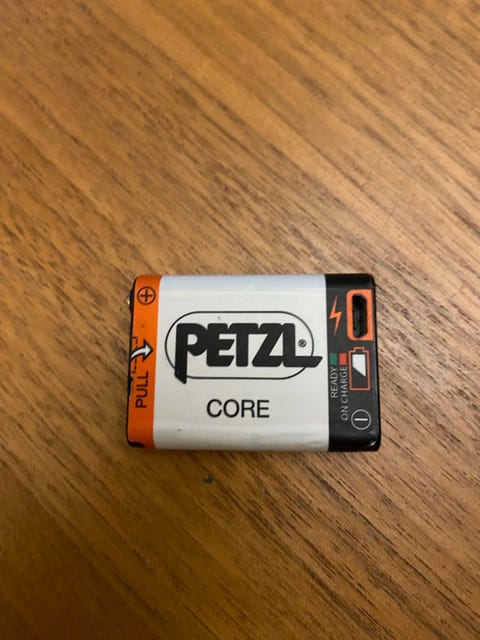 PULL
PETZL®
CORE
READY
ON CHARGE